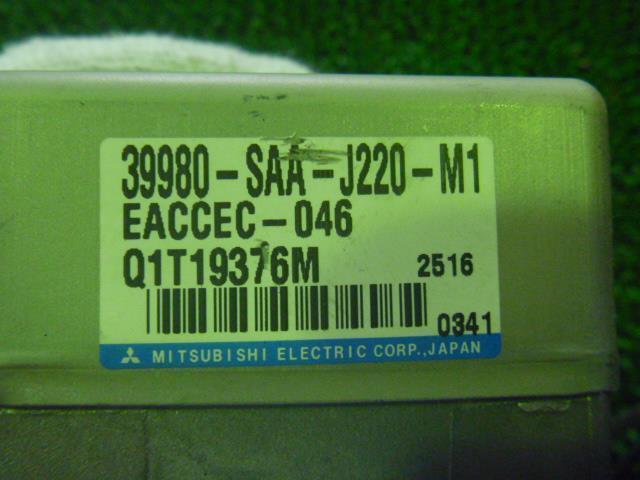 39980-SAA-J220-M1
EACCEC-046
Q1T19376M 2516
0341
MITSUBISHI ELECTRIC CORP., JAPAN